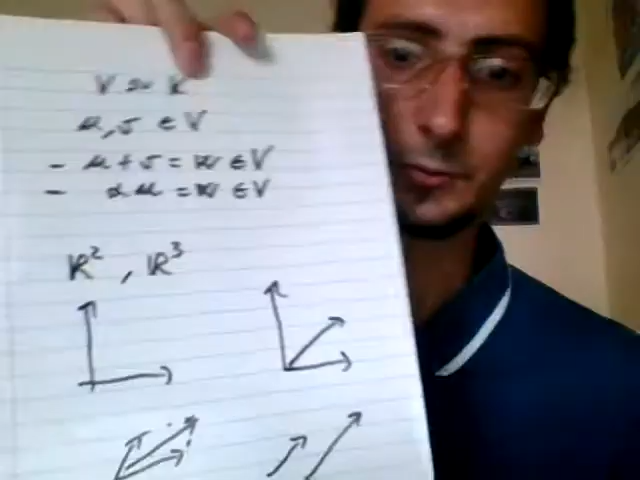 V su K
u, v ∈ V
- u + v = w ∈ V
- αu = w ∈ V
R², R³